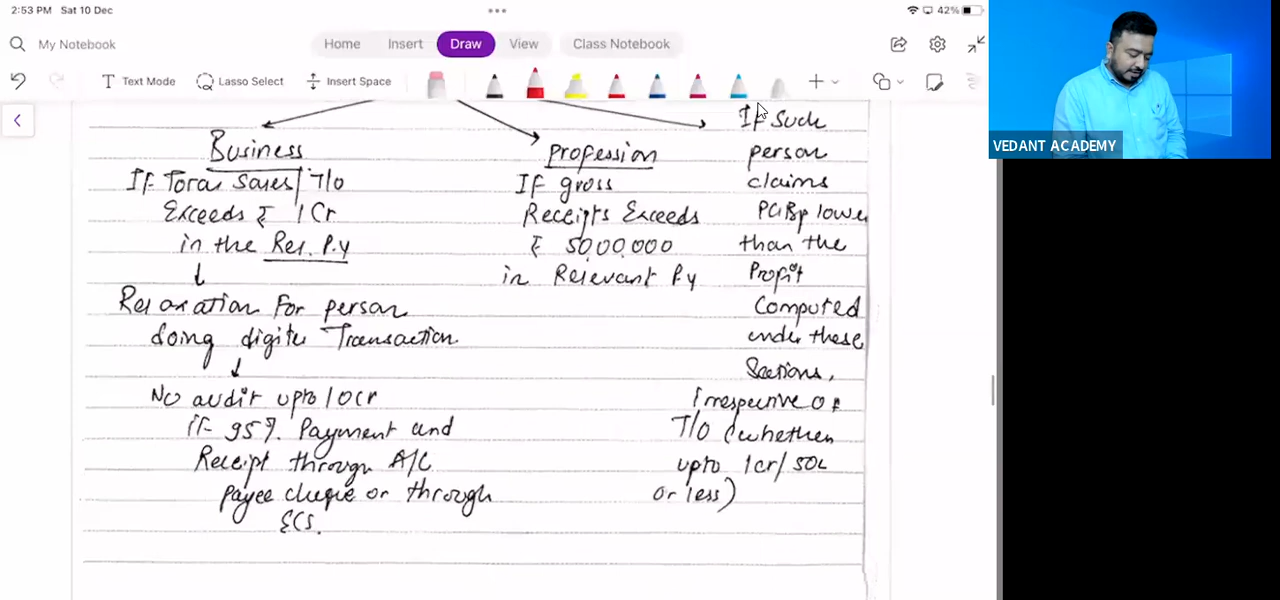 2:53 PM Sat 10 Dec
42%
My Notebook
Home Insert Draw View Class Notebook
Text Mode Lasso Select Insert Space
VEDANT ACADEMY
Business
If Total Sales/ T/o
Exceeds ₹ 1 Cr
in the Rel. P.y
Relaxation For person
doing digital Transaction
No audit upto 10cr
if 95%. Payment and
Receipt through A/C
payee cheque or through
ECS.
Profession
If gross
Receipts Exceeds
₹ 50,00,000
in Relevant P.y
If Such
person
claims
PGBP lower
than the
Profit
Computed
under these
Sections,
irrespective of
T/O (whether
upto 1cr/50L
or less)